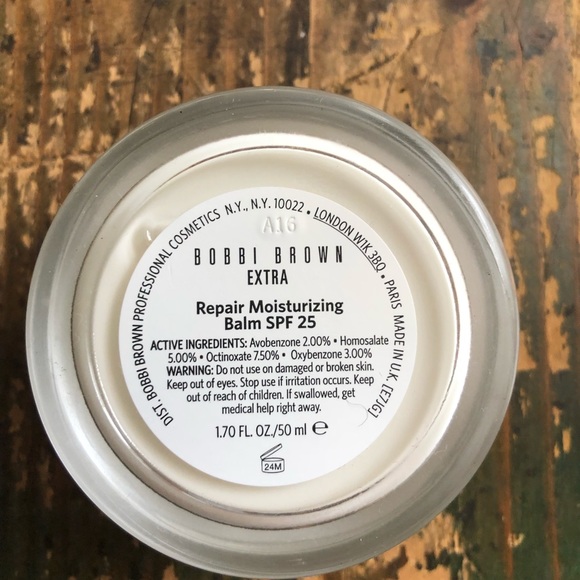 DIST. BOBBI BROWN PROFESSIONAL COSMETICS N.Y., N.Y. 10022 • LONDON W1K 3BQ • PARIS MADE IN U.K. [E7JG]
A16
BOBBI BROWN
EXTRA
Repair Moisturizing
Balm SPF 25
ACTIVE INGREDIENTS: Avobenzone 2.00% • Homosalate
5.00% • Octinoxate 7.50% • Oxybenzone 3.00%
WARNING: Do not use on damaged or broken skin.
Keep out of eyes. Stop use if irritation occurs. Keep
out of reach of children. If swallowed, get
medical help right away.
1.70 FL. OZ./50 ml ℮
24M